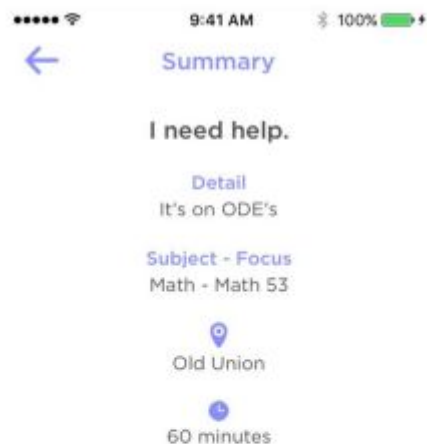 9:41 AM
100%
Summary
I need help.
Detail
It's on ODE's
Subject - Focus
Math - Math 53
Old Union
60 minutes